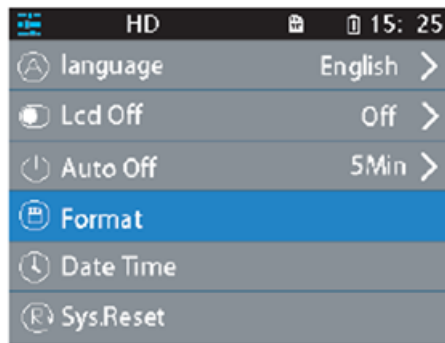 HD 15: 25
language English
Lcd Off Off
Auto Off 5Min
Format
Date Time
Sys.Reset